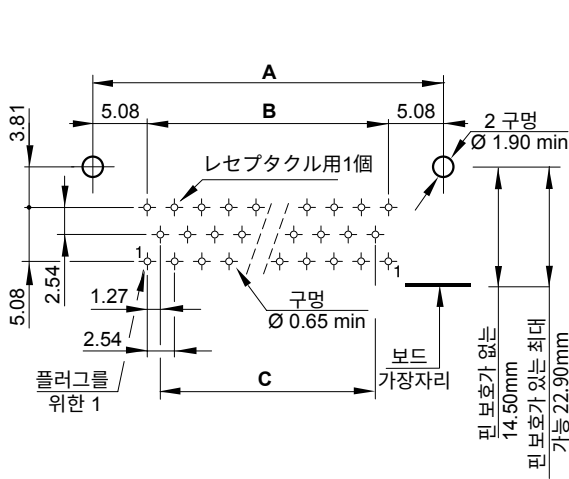 A
5.08
B
5.08
3.81
2 구멍
Ø 1.90 min
レセプタクル用1個
1
1
5.08
2.54
1.27
2.54
구멍
Ø 0.65 min
플러그를
위한 1
C
보드
가장자리
핀 보호가 없는
14.50mm
핀 보호가 있는 최대
가능 22.90mm